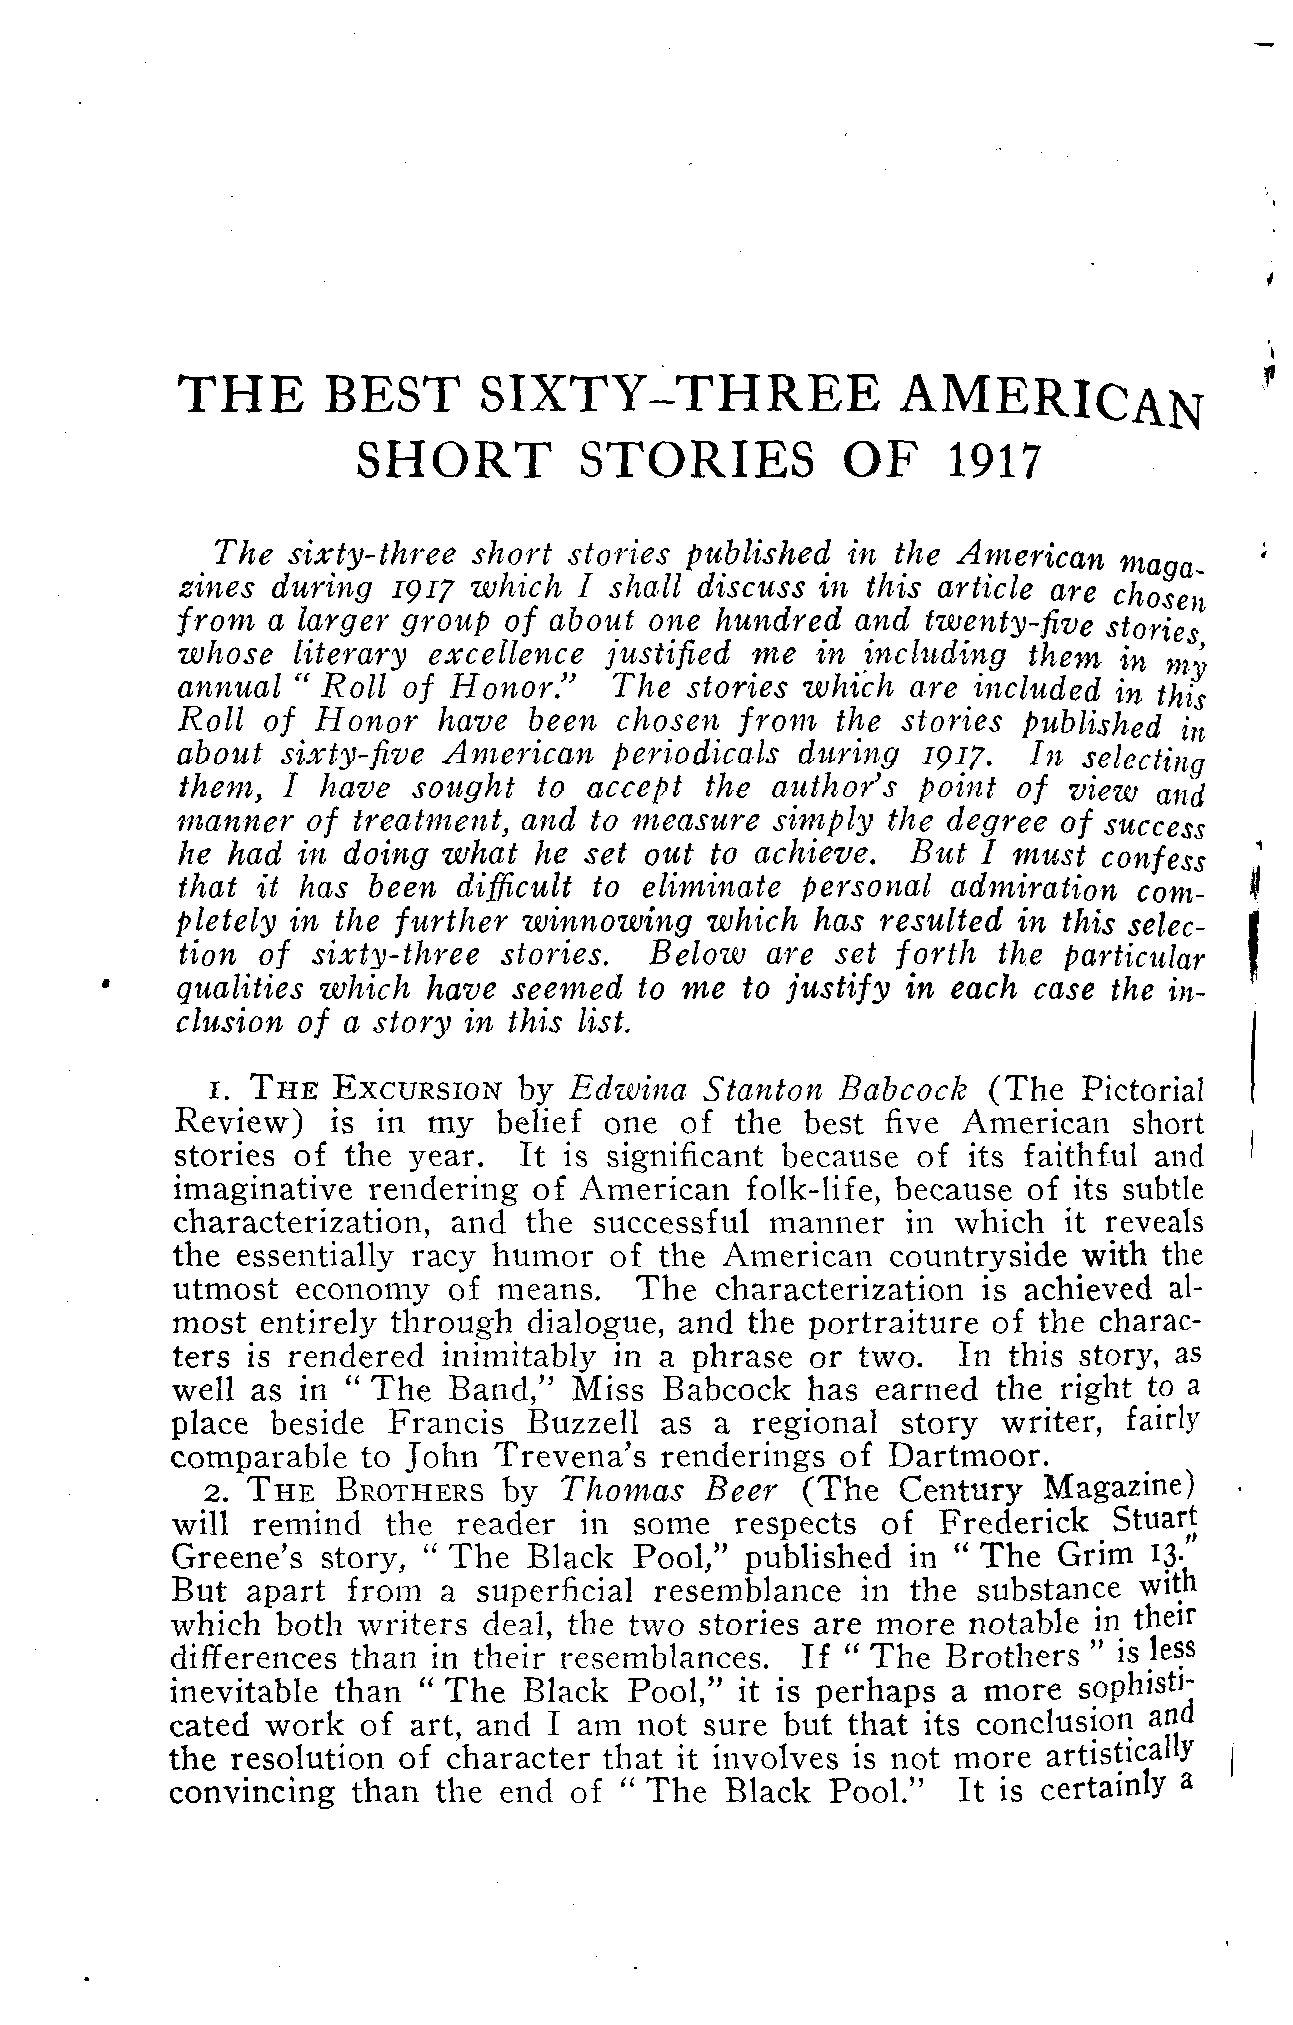 THE BEST SIXTY-THREE AMERICAN
SHORT STORIES OF 1917
The sixty-three short stories published in the American maga-
zines during 1917 which I shall discuss in this article are chosen
from a larger group of about one hundred and twenty-five stories,
whose literary excellence justified me in including them in my
annual “ Roll of Honor.” The stories which are included in this
Roll of Honor have been chosen from the stories published in
about sixty-five American periodicals during 1917. In selecting
them, I have sought to accept the author’s point of view and
manner of treatment, and to measure simply the degree of success
he had in doing what he set out to achieve. But I must confess
that it has been difficult to eliminate personal admiration com-
pletely in the further winnowing which has resulted in this selec-
tion of sixty-three stories. Below are set forth the particular
qualities which have seemed to me to justify in each case the in-
clusion of a story in this list.
1. THE EXCURSION by Edwina Stanton Babcock (The Pictorial
Review) is in my belief one of the best five American short
stories of the year. It is significant because of its faithful and
imaginative rendering of American folk-life, because of its subtle
characterization, and the successful manner in which it reveals
the essentially racy humor of the American countryside with the
utmost economy of means. The characterization is achieved al-
most entirely through dialogue, and the portraiture of the charac-
ters is rendered inimitably in a phrase or two. In this story, as
well as in “ The Band,” Miss Babcock has earned the right to a
place beside Francis Buzzell as a regional story writer, fairly
comparable to John Trevena’s renderings of Dartmoor.
2. THE BROTHERS by Thomas Beer (The Century Magazine)
will remind the reader in some respects of Frederick Stuart
Greene’s story, “ The Black Pool,” published in “ The Grim 13.”
But apart from a superficial resemblance in the substance with
which both writers deal, the two stories are more notable in their
differences than in their resemblances. If “ The Brothers ” is less
inevitable than “ The Black Pool,” it is perhaps a more sophisti-
cated work of art, and I am not sure but that its conclusion and
the resolution of character that it involves is not more artistically
convincing than the end of “ The Black Pool.” It is certainly a